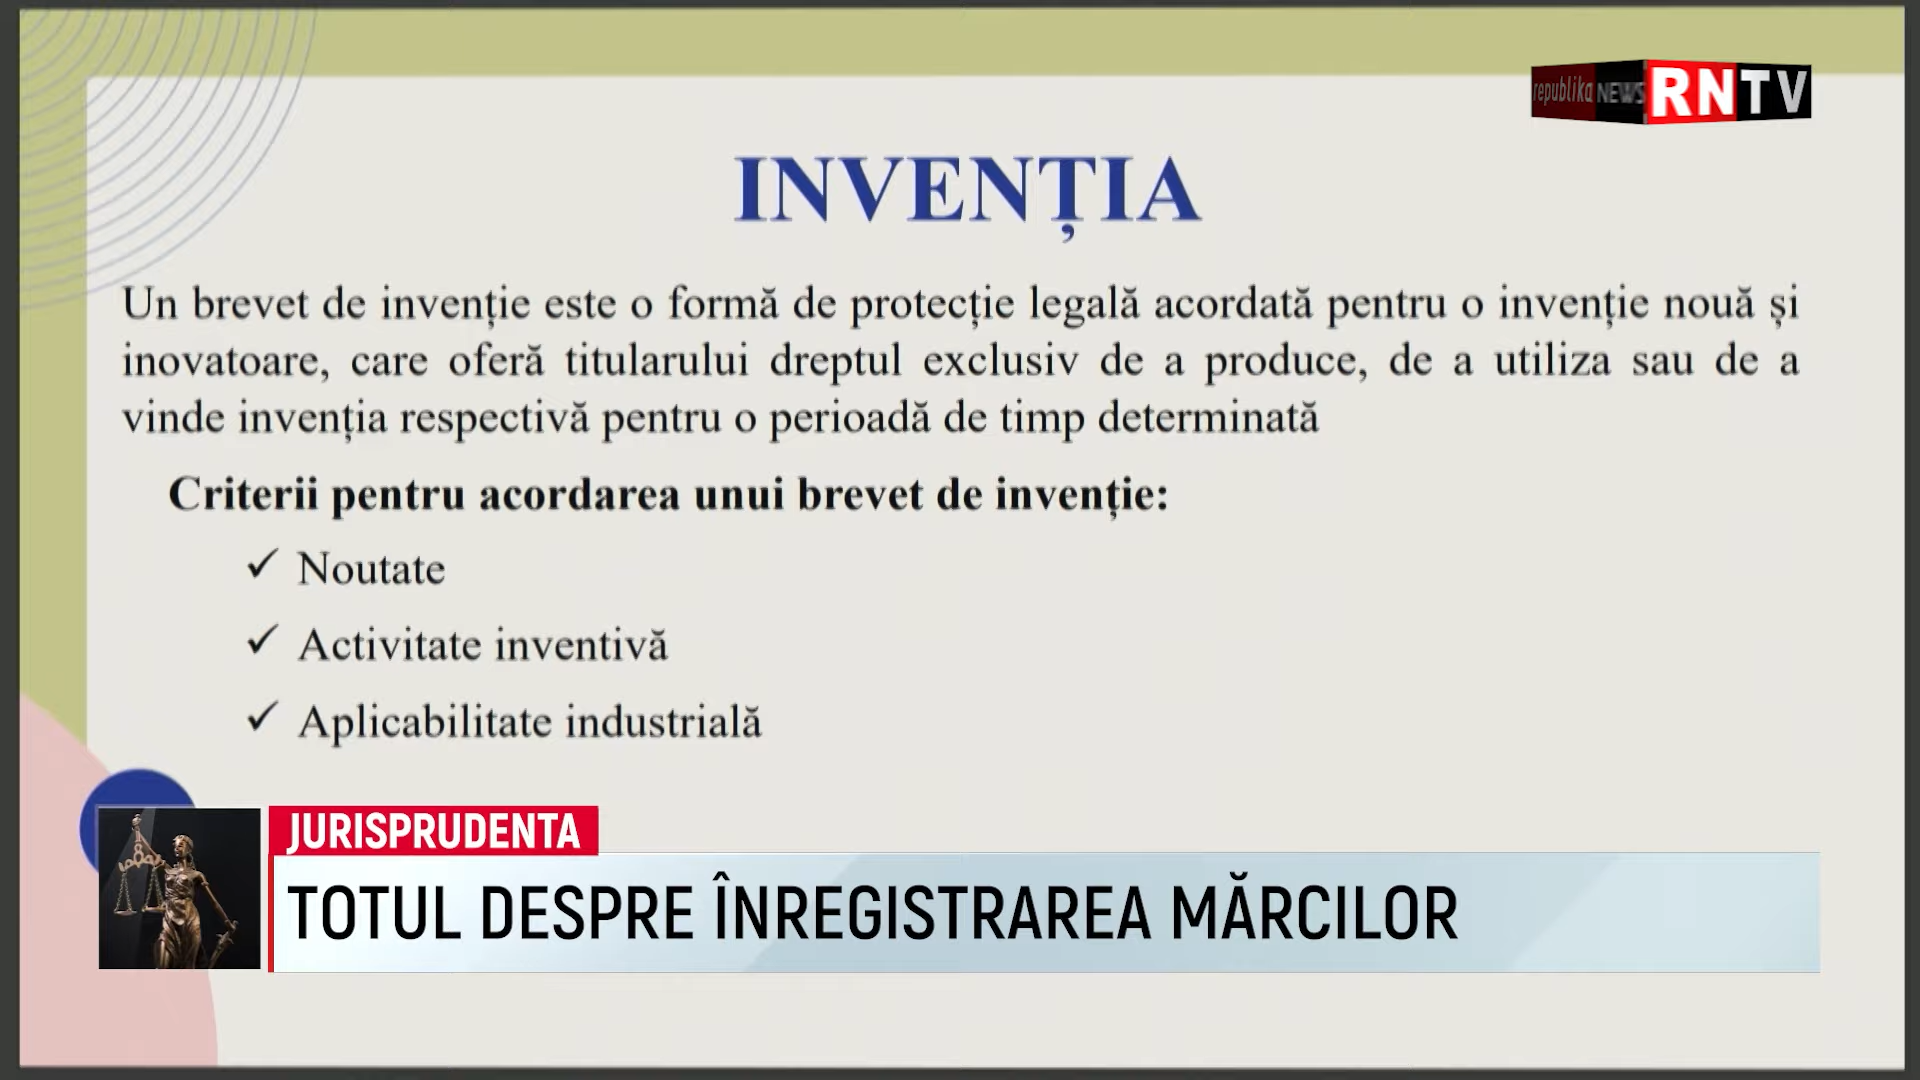 republika NEWS RNTV
INVENȚIA
Un brevet de invenție este o formă de protecție legală acordată pentru o invenție nouă și
inovatoare, care oferă titularului dreptul exclusiv de a produce, de a utiliza sau de a
vinde invenția respectivă pentru o perioadă de timp determinată
Criterii pentru acordarea unui brevet de invenție:
✓ Noutate
✓ Activitate inventivă
✓ Aplicabilitate industrială
JURISPRUDENTA
TOTUL DESPRE ÎNREGISTRAREA MĂRCILOR